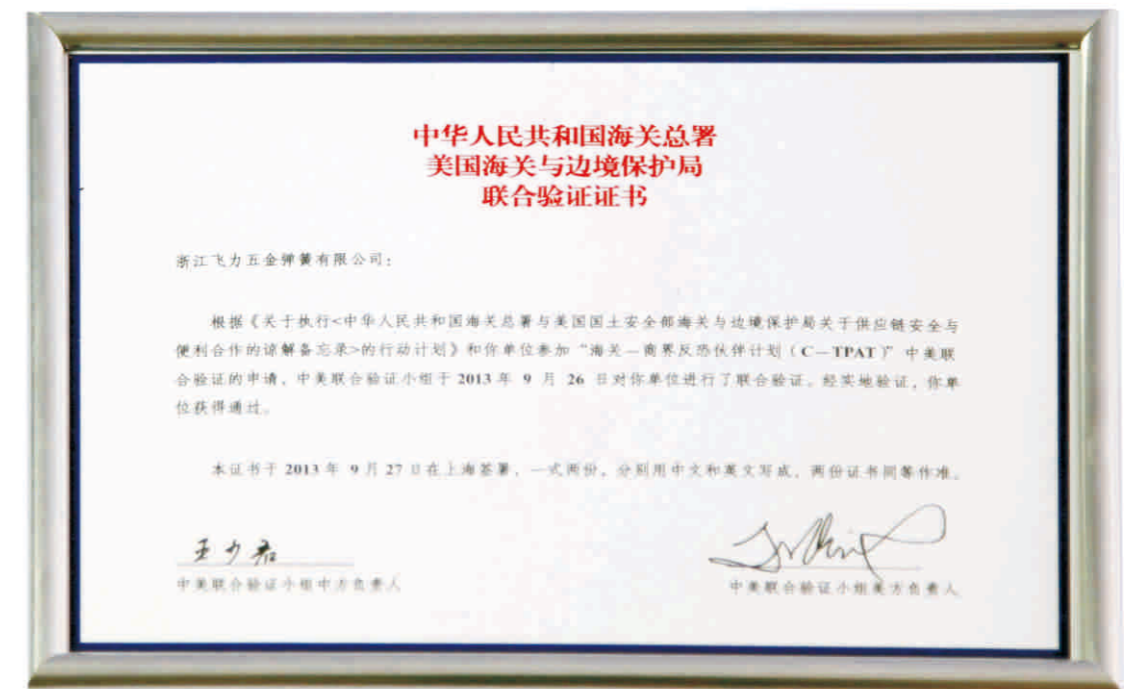 中华人民共和国海关总署
美国海关与边境保护局
联合验证证书
浙江飞力五金弹簧有限公司：
根据《关于执行<中华人民共和国海关总署与美国国土安全部海关与边境保护局关于供应链安全与
便利合作的谅解备忘录>的行动计划》和你单位参加“海关—商界反恐伙伴计划（C—TPAT）”中美联
合验证的申请，中美联合验证小组于 2013 年 9 月 26 日对你单位进行了联合验证。经实地验证，你单
位获得通过。
本证书于 2013 年 9 月 27 日在上海签署，一式两份，分别用中文和英文写成，两份证书同等作准。
王少君
中美联合验证小组中方负责人
中美联合验证小组美方负责人